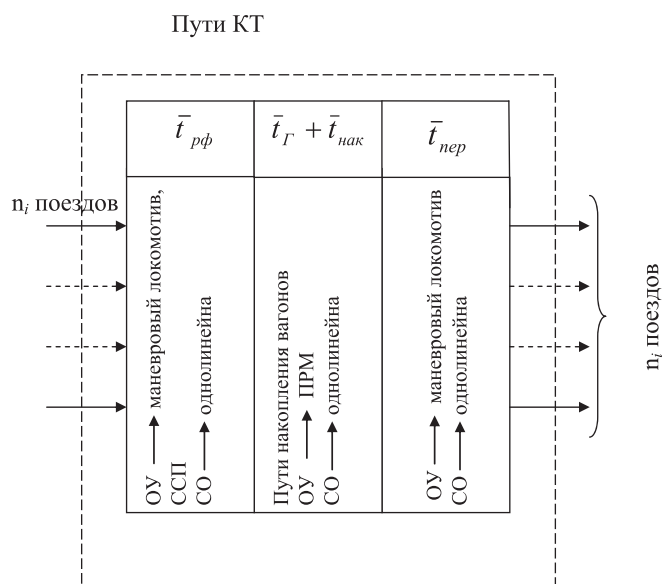 Пути КТ
t̄рф
t̄Г + t̄нак
t̄пер
ni поездов
ОУ → маневровый локомотив,
ССП
СО → однолинейна
Пути накопления вагонов
ОУ → ПРМ
СО → однолинейна
ОУ → маневровый локомотив
СО → однолинейна
ni поездов